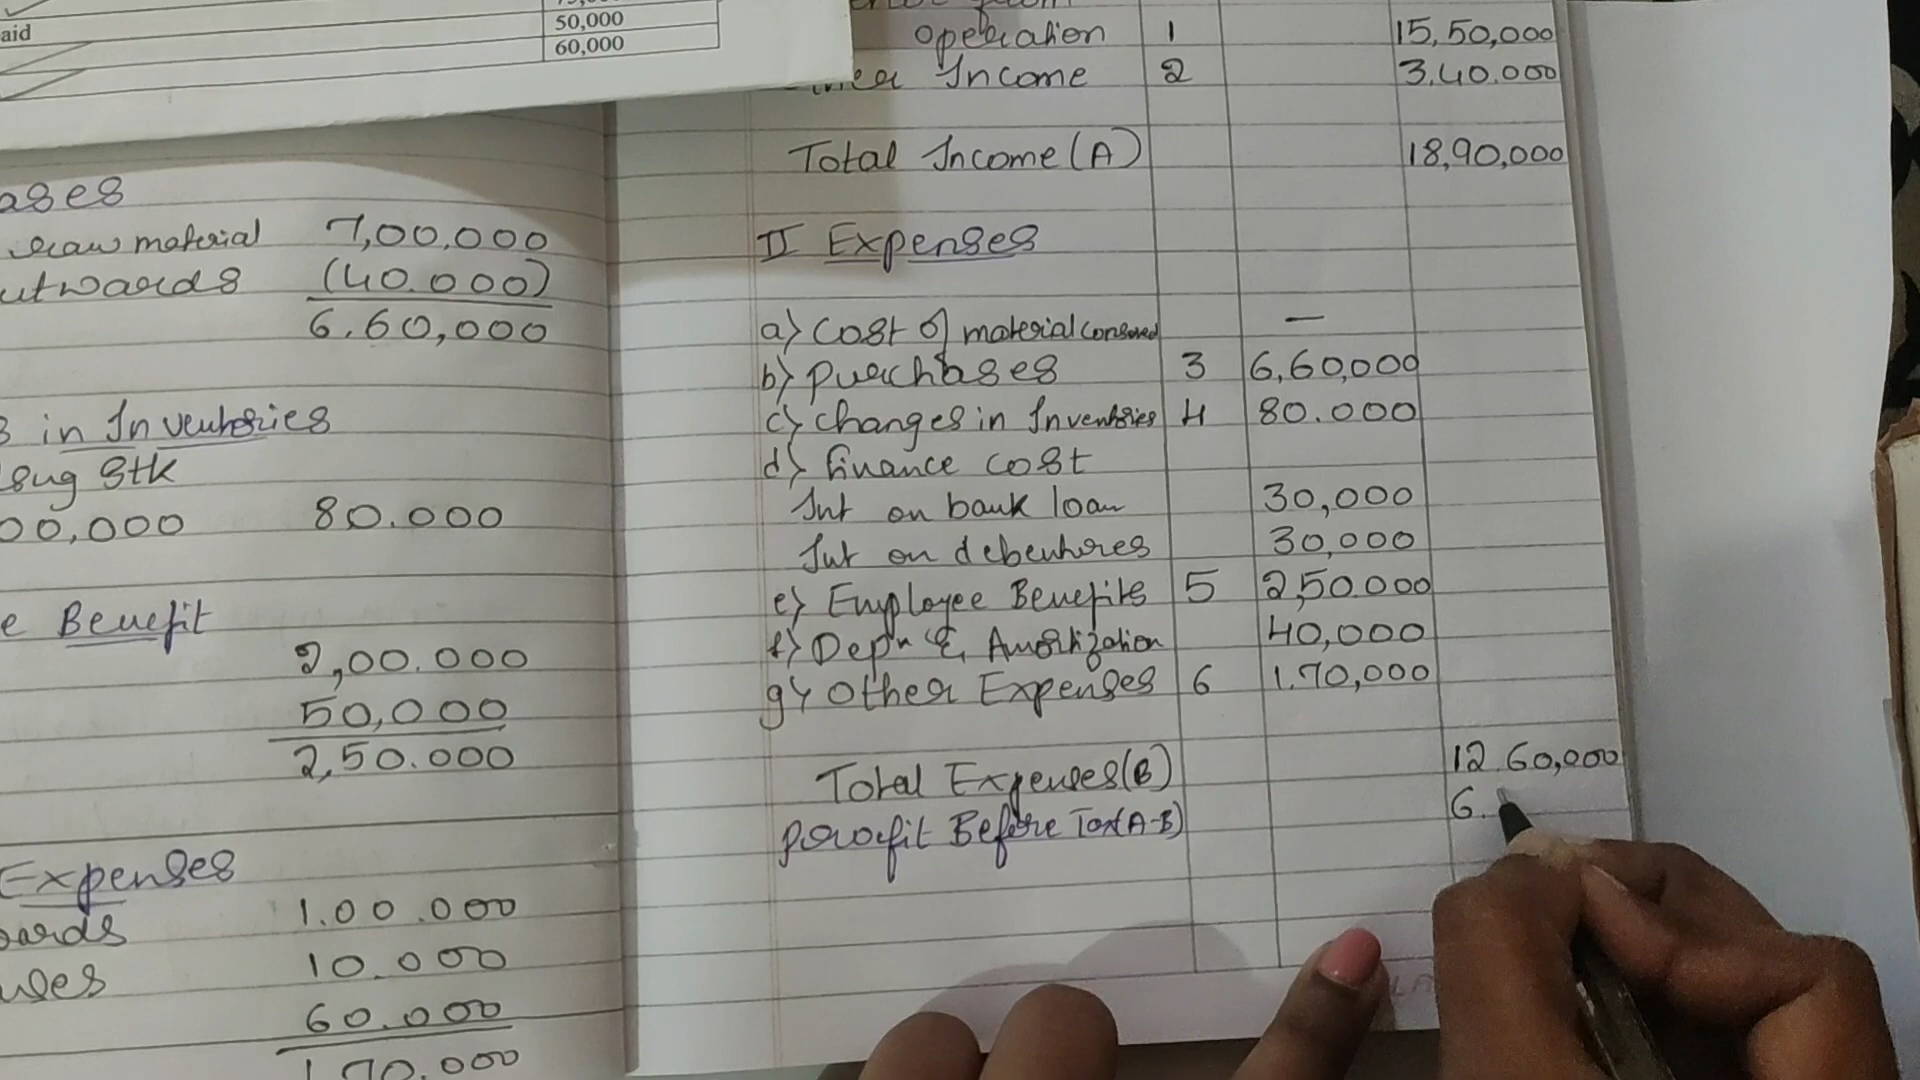 50,000
aid
60,000
ases
raw material 7,00,000
utwards (40.000)
6,60,000
in Inventories
Stk
00,000 80.000
e Benefit
2,00.000
50,000
2,50.000
Expenses
1.00.000
10.000
60.000
170.000
operation 1 15,50,000
Income 2 3,40.000
Total Income (A) 18,90,000
II Expenses
a) Cost of material consumed —
b) purchases 3 6,60,000
c) changes in Inventories 4 80.000
d) finance cost
Int on bank loan 30,000
Int on debentures 30,000
e) Employee Benefits 5 2,50.000
f) Depn & Amortization 40,000
g) Other Expenses 6 1,70,000
Total Expenses (B) 12.60,000
profit Before Tax (A-B) 6.